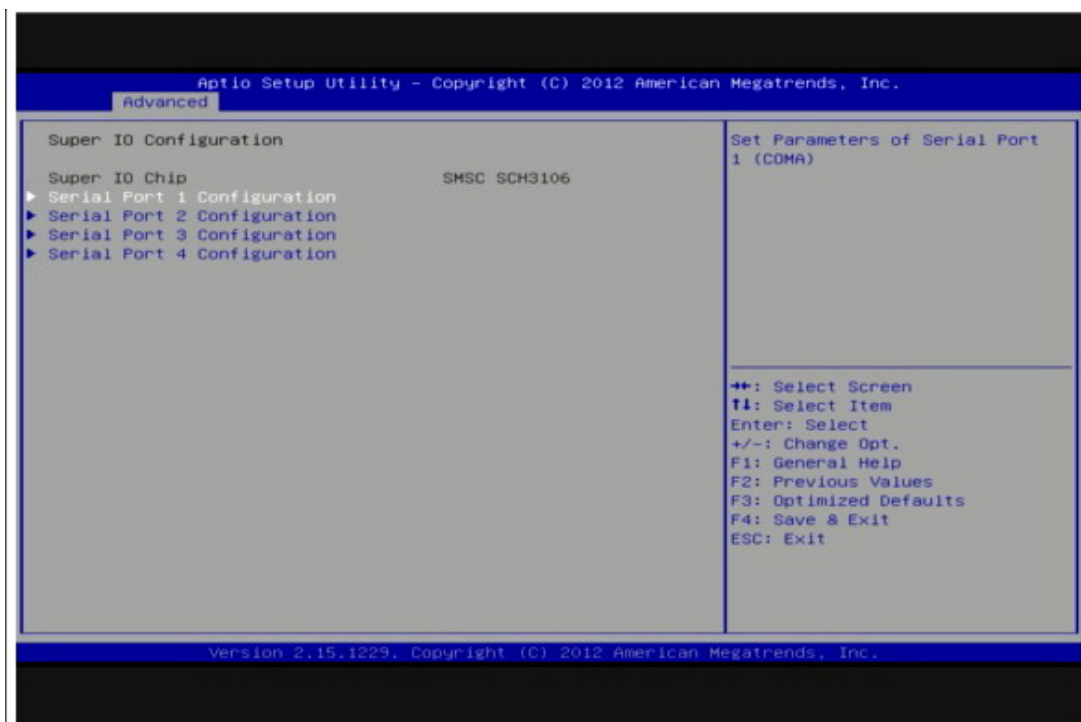 Aptio Setup Utility – Copyright (C) 2012 American Megatrends, Inc.
Advanced
Super IO Configuration
Super IO Chip SMSC SCH3106
▶ Serial Port 1 Configuration
▶ Serial Port 2 Configuration
▶ Serial Port 3 Configuration
▶ Serial Port 4 Configuration
Set Parameters of Serial Port
1 (COMA)
→←: Select Screen
↑↓: Select Item
Enter: Select
+/-: Change Opt.
F1: General Help
F2: Previous Values
F3: Optimized Defaults
F4: Save & Exit
ESC: Exit
Version 2.15.1229. Copyright (C) 2012 American Megatrends, Inc.